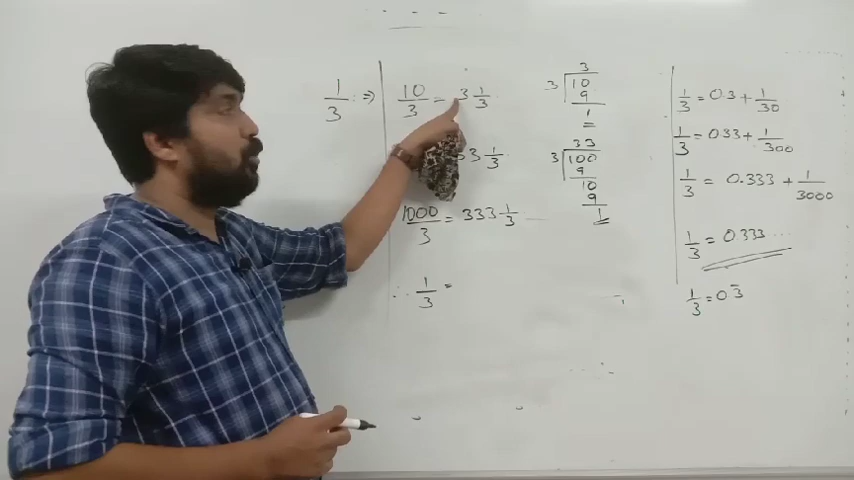 1/3 ⇒
10/3 = 3 1/3
3 1/3
1000/3 = 333 1/3
∴ 1/3 =
3
3 10
9
1
33
3 100
9
10
9
1
1/3 = 0.3 + 1/30
1/3 = 0.33 + 1/300
1/3 = 0.333 + 1/3000
1/3 = 0.333 ...
1/3 = 0.3̄